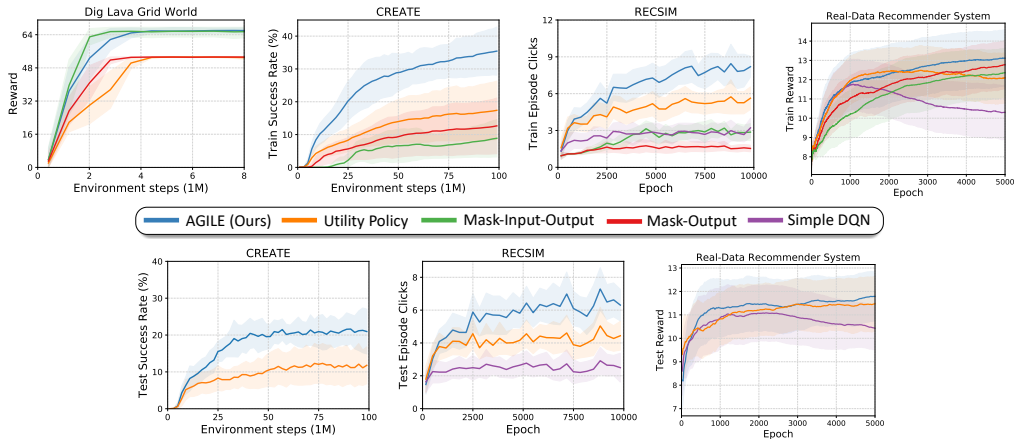 Dig Lava Grid World
64
48
32
16
0
0 2 4 6 8
Reward
Environment steps (1M)
CREATE
40
30
20
10
0
0 25 50 75 100
Train Success Rate (%)
Environment steps (1M)
RECSIM
12
9
6
3
0
0 2500 5000 7500 10000
Train Episode Clicks
Epoch
Real-Data Recommender System
14
13
12
11
10
9
8
7
0 1000 2000 3000 4000 5000
Train Reward
Epoch
AGILE (Ours) Utility Policy Mask-Input-Output Mask-Output Simple DQN
CREATE
40
30
20
10
0
0 25 50 75 100
Test Success Rate (%)
Environment steps (1M)
RECSIM
8
6
4
2
0
0 2500 5000 7500 10000
Test Episode Clicks
Epoch
Real-Data Recommender System
13
12
11
10
9
8
7
0 1000 2000 3000 4000 5000
Test Reward
Epoch